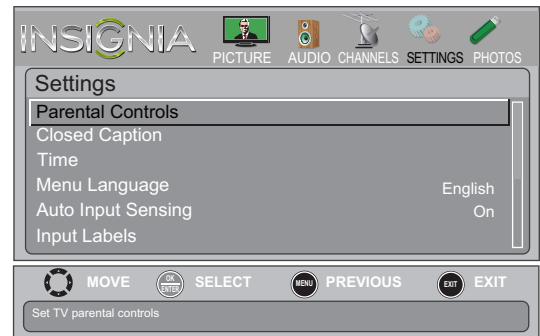 INSIGNIA
PICTURE AUDIO CHANNELS SETTINGS PHOTOS
Settings
Parental Controls
Closed Caption
Time
Menu Language English
Auto Input Sensing On
Input Labels
MOVE OK ENTER SELECT MENU PREVIOUS EXIT EXIT
Set TV parental controls